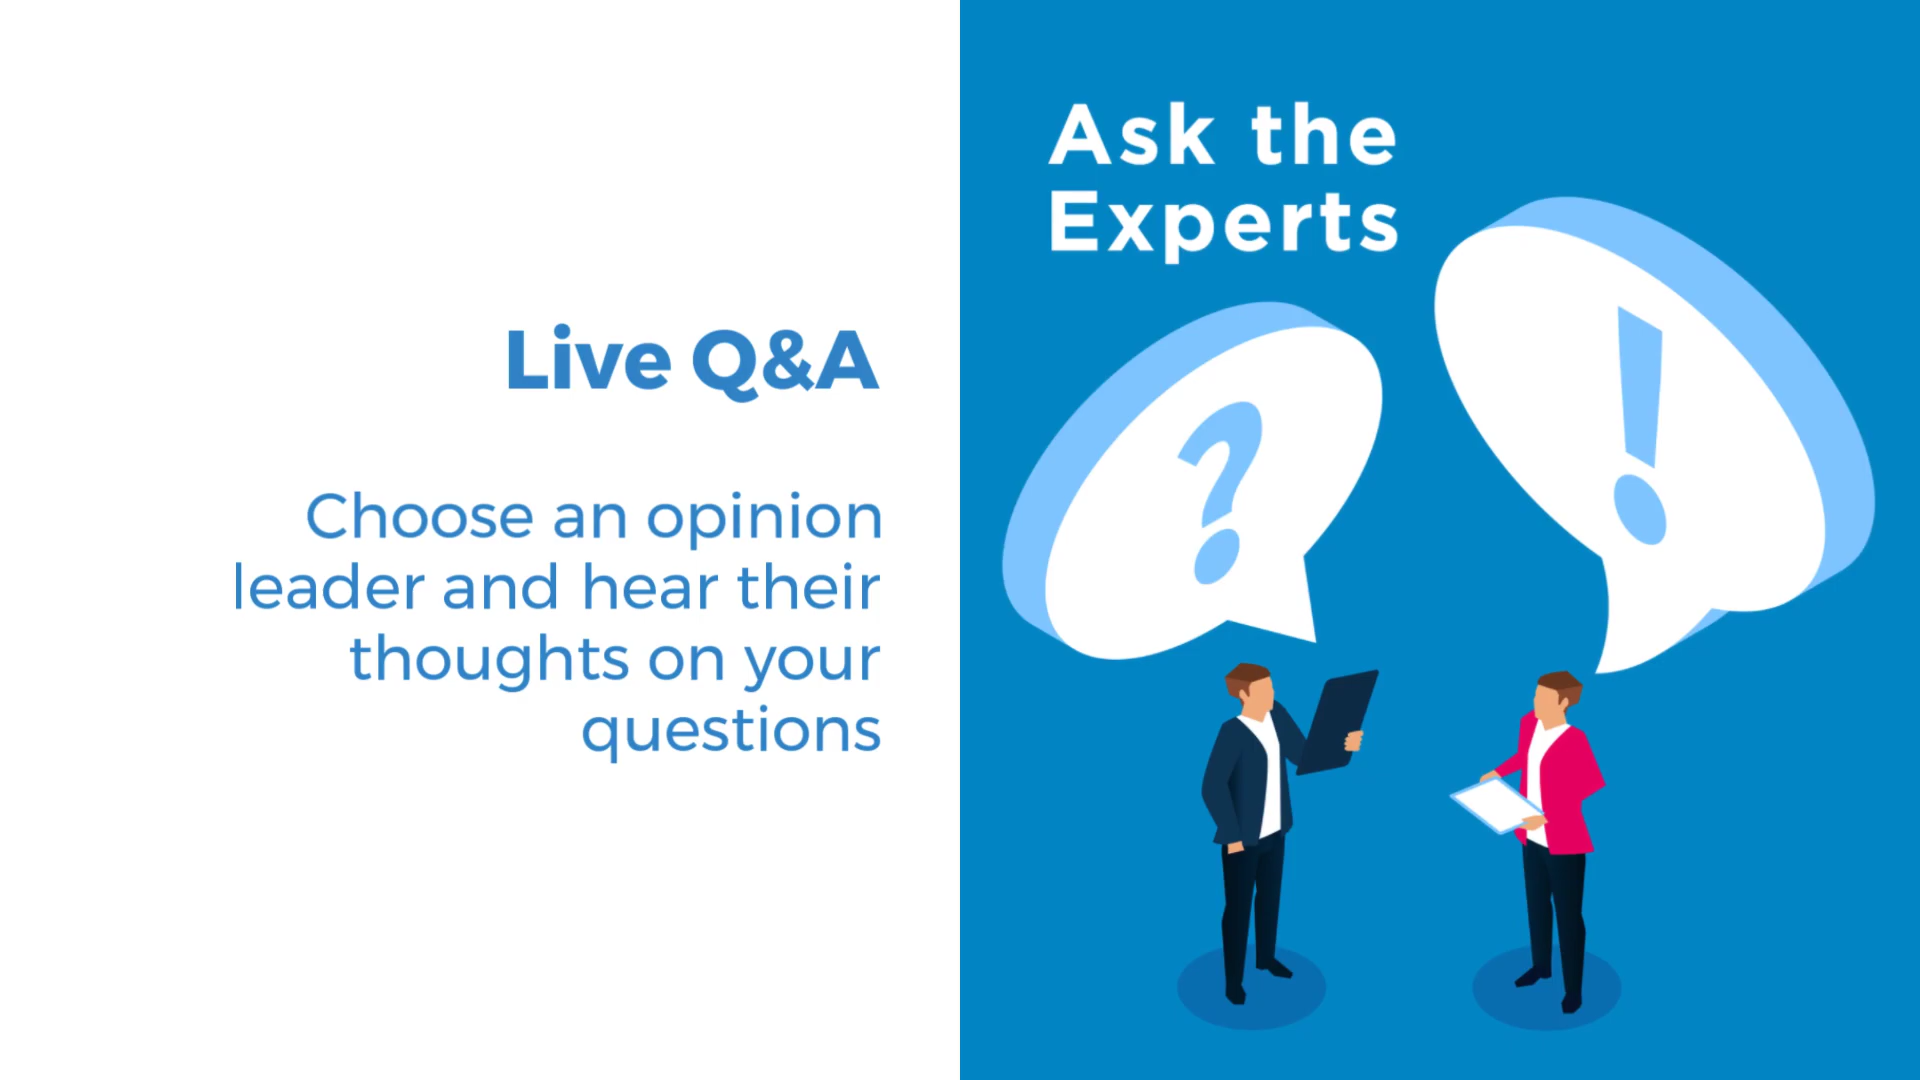 Live Q&A
Choose an opinion
leader and hear their
thoughts on your
questions
Ask the
Experts
?
!